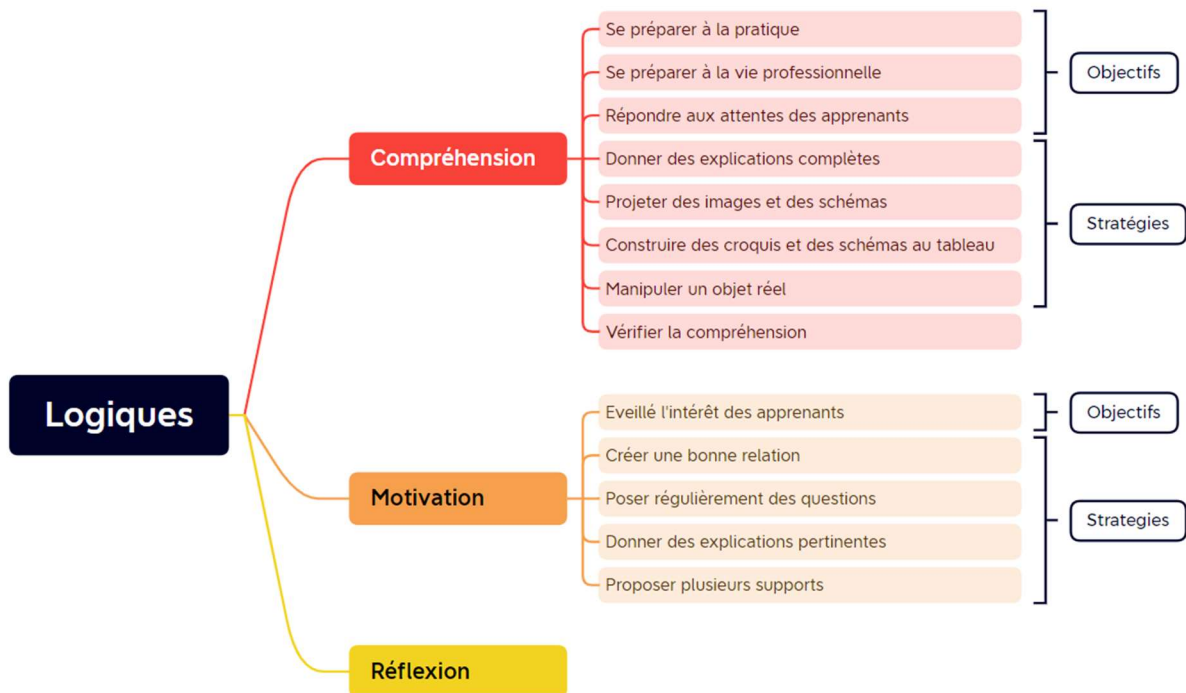 Se préparer à la pratique
Se préparer à la vie professionnelle
Objectifs
Répondre aux attentes des apprenants
Compréhension
Donner des explications complètes
Projeter des images et des schémas
Stratégies
Construire des croquis et des schémas au tableau
Manipuler un objet réel
Vérifier la compréhension
Logiques
Eveillé l'intérêt des apprenants
Objectifs
Créer une bonne relation
Motivation
Poser régulièrement des questions
Strategies
Donner des explications pertinentes
Proposer plusieurs supports
Réflexion